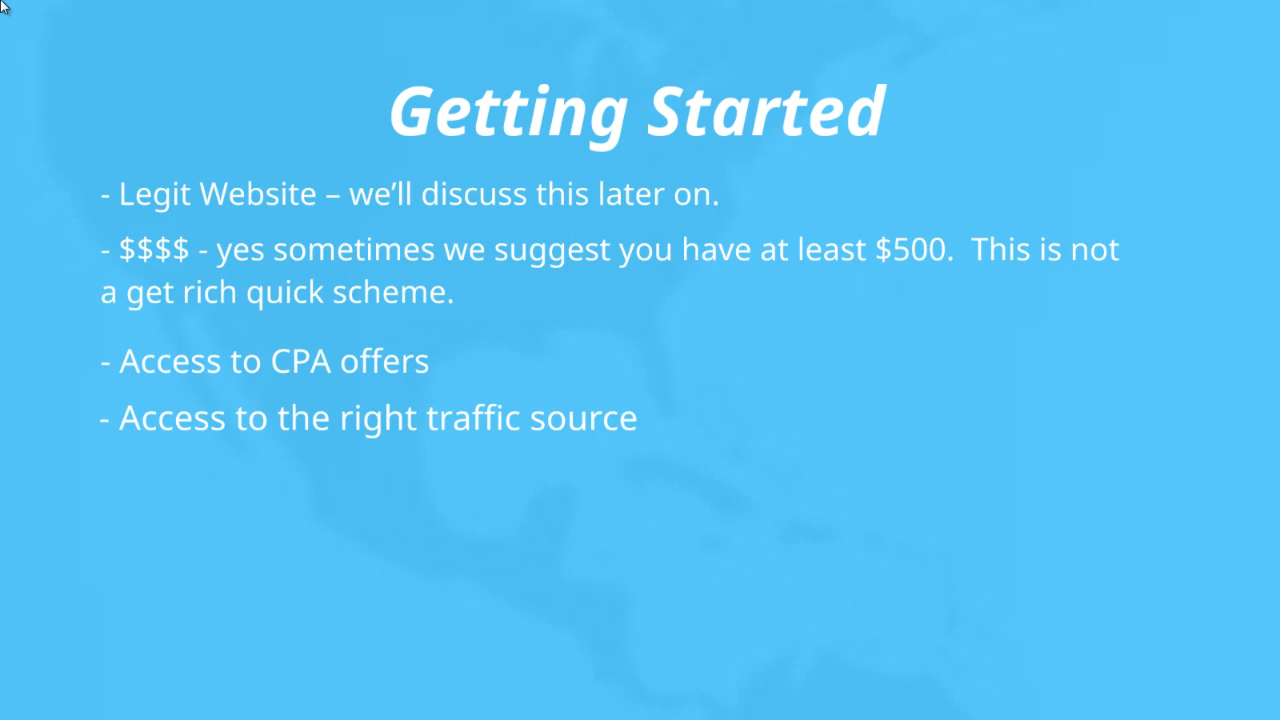 Getting Started
- Legit Website – we’ll discuss this later on.
- $$$$ - yes sometimes we suggest you have at least $500.  This is not
a get rich quick scheme.
- Access to CPA offers
- Access to the right traffic source